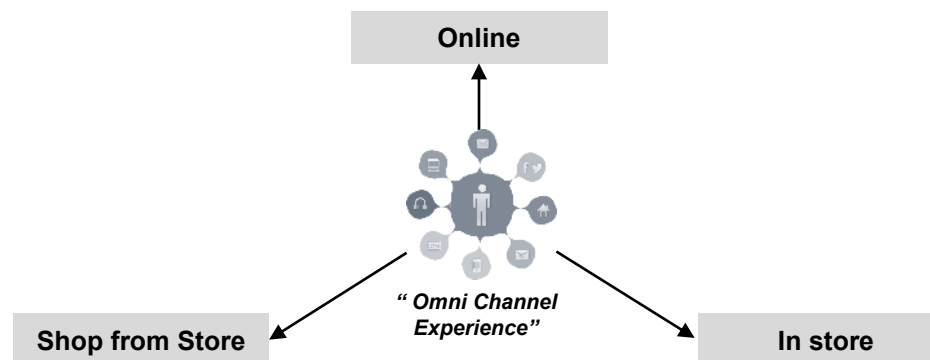 Online
“ Omni Channel
Experience”
Shop from Store
In store